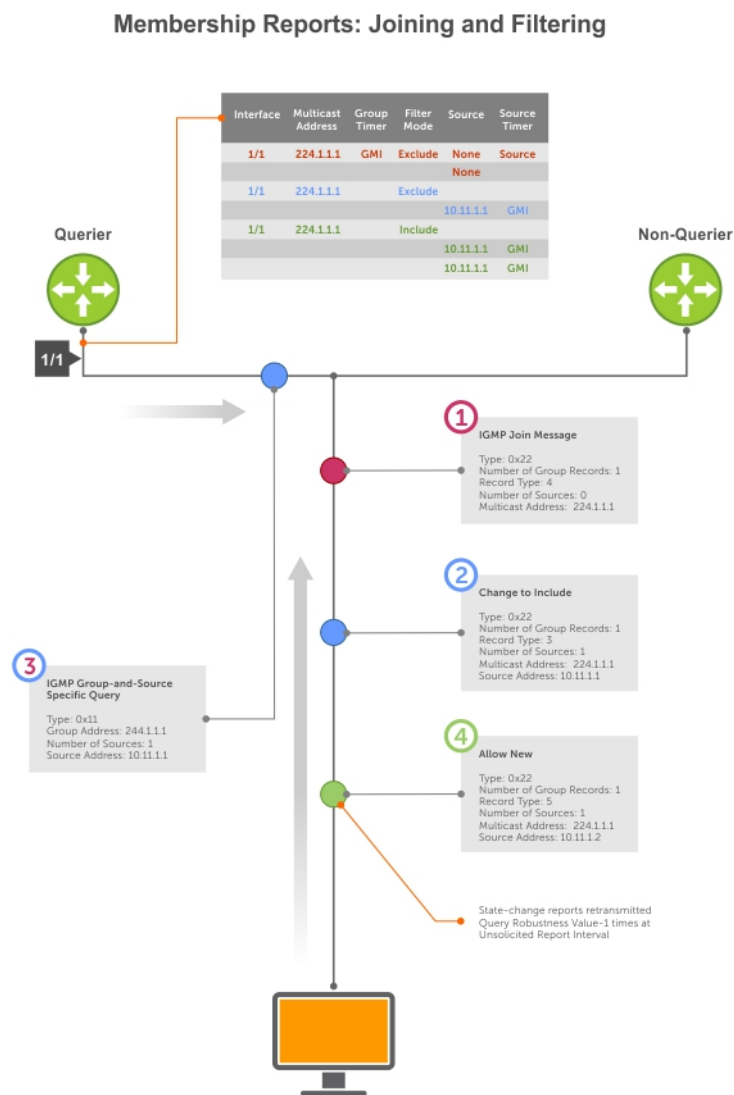 Membership Reports: Joining and Filtering
Interface Multicast Address Group Timer Filter Mode Source Source Timer
1/1 224.1.1.1 GMI Exclude None Source
None
1/1 224.1.1.1 Exclude
10.11.1.1 GMI
1/1 224.1.1.1 Include
10.11.1.1 GMI
10.11.1.1 GMI
Querier
Non-Querier
1/1
1
IGMP Join Message
Type: 0x22
Number of Group Records: 1
Record Type: 4
Number of Sources: 0
Multicast Address: 224.1.1.1
2
Change to Include
Type: 0x22
Number of Group Records: 1
Record Type: 3
Number of Sources: 1
Multicast Address: 224.1.1.1
Source Address: 10.11.1.1
3
IGMP Group-and-Source
Specific Query
Type: 0x11
Group Address: 244.1.1.1
Number of Sources: 1
Source Address: 10.11.1.1
4
Allow New
Type: 0x22
Number of Group Records: 1
Record Type: 5
Number of Sources: 1
Multicast Address: 224.1.1.1
Source Address: 10.11.1.2
State-change reports retransmitted
Query Robustness Value-1 times at
Unsolicited Report Interval